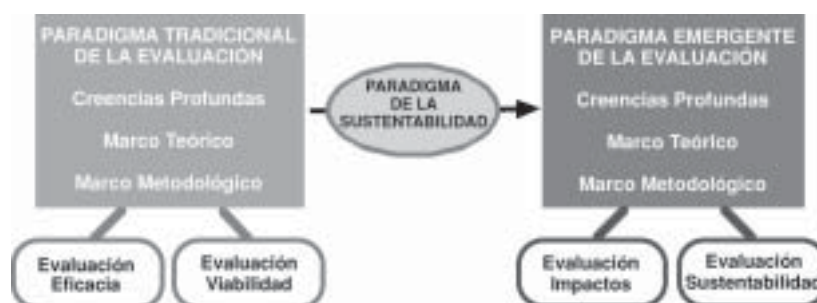 PARADIGMA TRADICIONAL
DE LA EVALUACIÓN
Creencias Profundas
Marco Teórico
Marco Metodológico
Evaluación
Eficacia
Evaluación
Viabilidad
PARADIGMA
DE LA
SUSTENTABILIDAD
PARADIGMA EMERGENTE
DE LA EVALUACIÓN
Creencias Profundas
Marco Teórico
Marco Metodológico
Evaluación
Impactos
Evaluación
Sustentabilidad